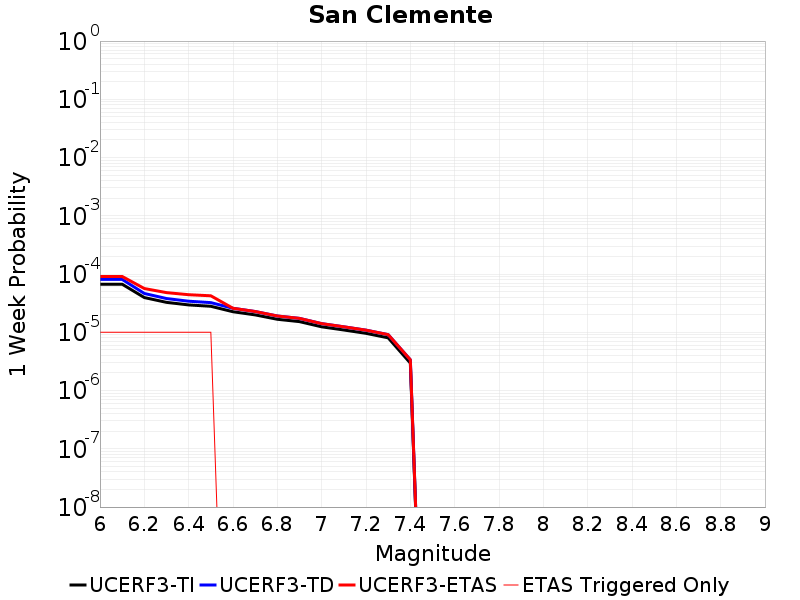 San Clemente
1 Week Probability
10^0
10^-1
10^-2
10^-3
10^-4
10^-5
10^-6
10^-7
10^-8
6 6.2 6.4 6.6 6.8 7 7.2 7.4 7.6 7.8 8 8.2 8.4 8.6 8.8 9
Magnitude
UCERF3-TI UCERF3-TD UCERF3-ETAS ETAS Triggered Only